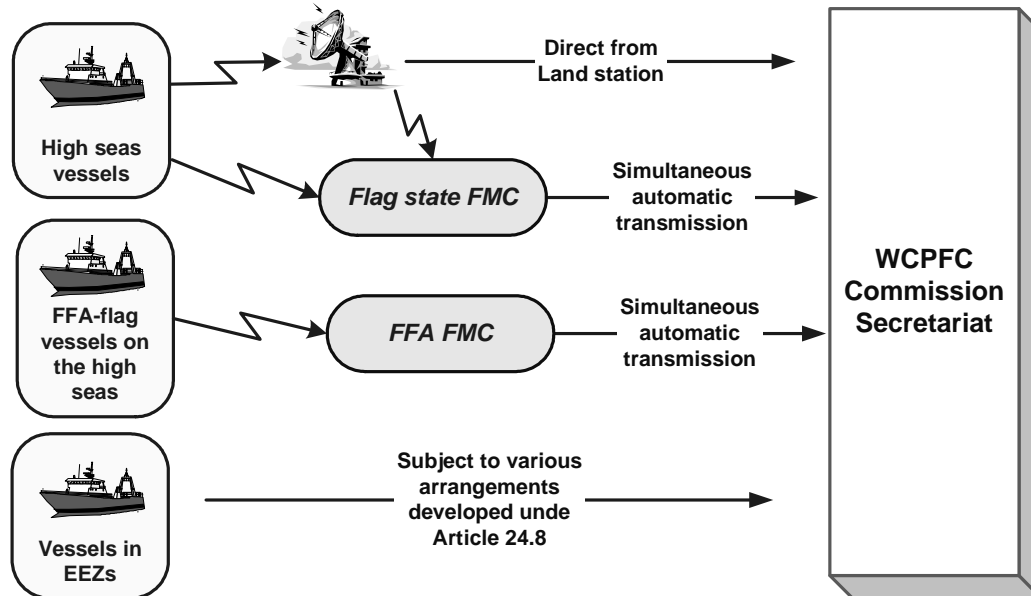 Direct from
Land station
High seas
vessels
Flag state FMC
Simultaneous
automatic
transmission
WCPFC
Commission
Secretariat
FFA-flag
vessels on
the high
seas
FFA FMC
Simultaneous
automatic
transmission
Subject to various
arrangements
developed unde
Article 24.8
Vessels in
EEZs